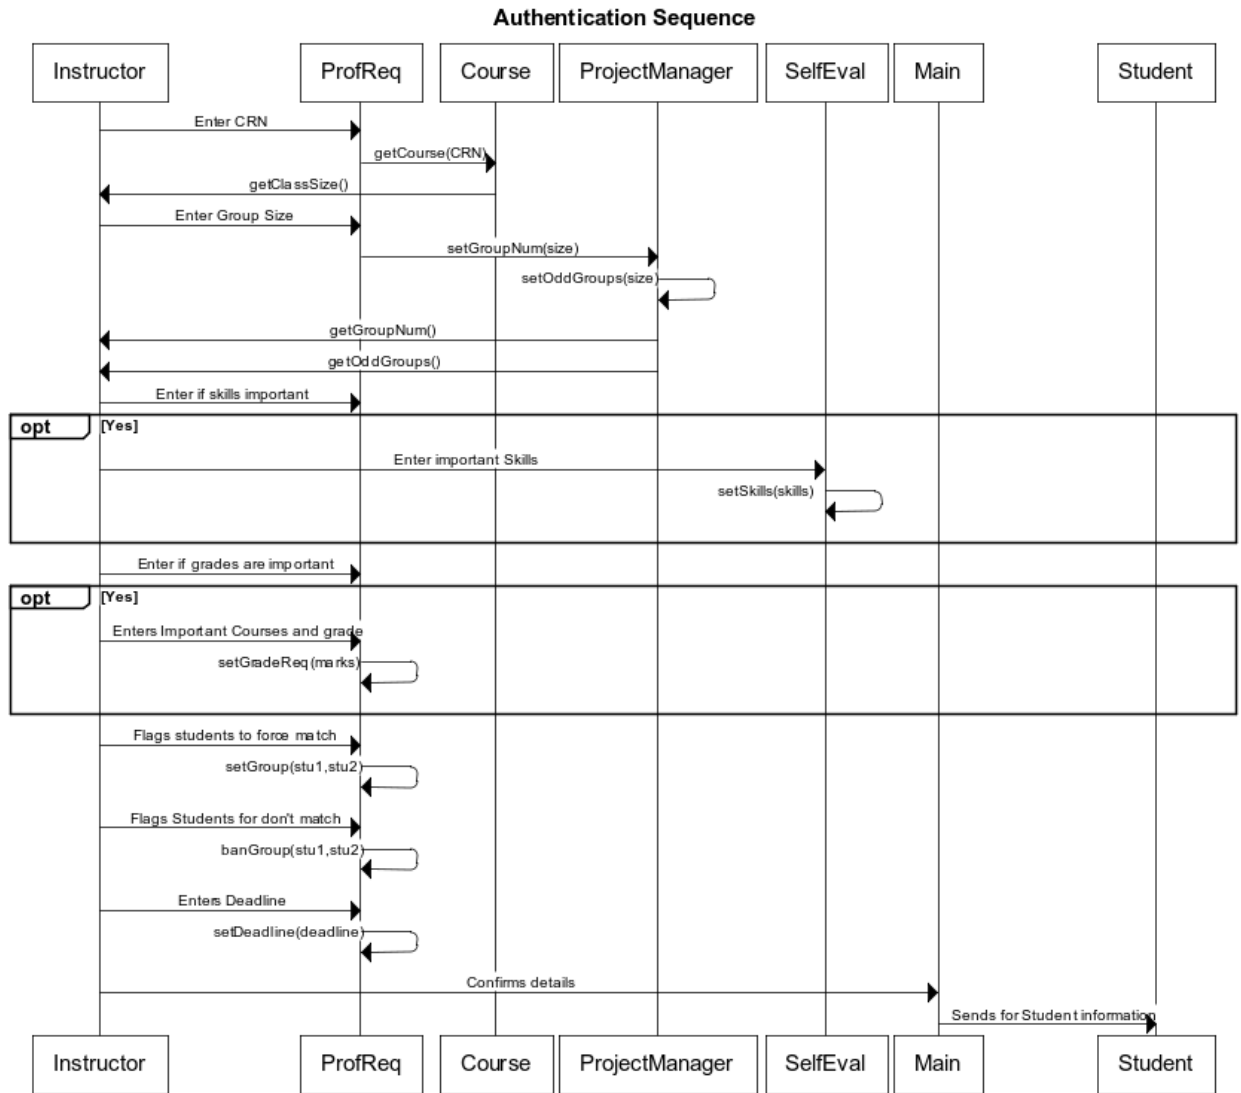 Authentication Sequence
Instructor ProfReq Course ProjectManager SelfEval Main Student
Enter CRN
getCourse(CRN)
getClassSize()
Enter Group Size
setGroupNum(size)
setOddGroups(size)
getGroupNum()
getOddGroups()
Enter if skills important
opt [Yes]
Enter important Skills
setSkills(skills)
Enter if grades are important
opt [Yes]
Enters Important Courses and grade
setGradeReq(marks)
Flags students to force match
setGroup(stu1,stu2)
Flags Students for don't match
banGroup(stu1,stu2)
Enters Deadline
setDeadline(deadline)
Confirms details
Sends for Student information
Instructor ProfReq Course ProjectManager SelfEval Main Student